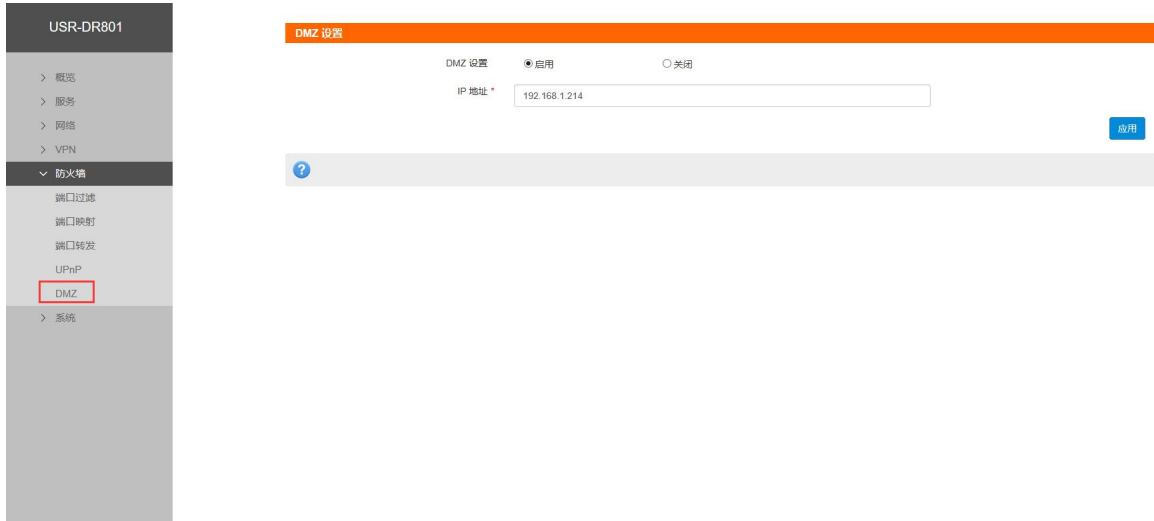 USR-DR801
概览
服务
网络
VPN
防火墙
端口过滤
端口映射
端口转发
UPnP
DMZ
系统
DMZ 设置
DMZ 设置 启用 关闭
IP 地址 * 192.168.1.214
应用
?